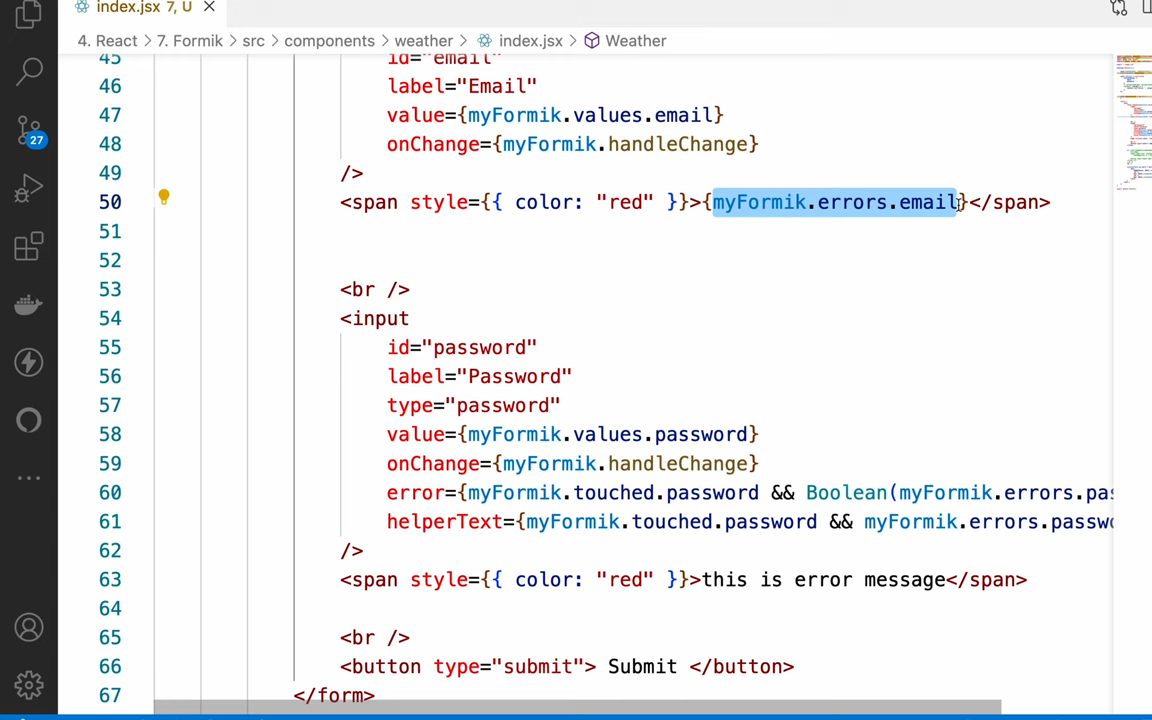 index.jsx 7, U
4. React > 7. Formik > src > components > weather > index.jsx > Weather
45 id="email"
46 label="Email"
47 value={myFormik.values.email}
48 onChange={myFormik.handleChange}
49 />
50 <span style={{ color: "red" }}>{myFormik.errors.email}</span>
51
52
53 <br />
54 <input
55 id="password"
56 label="Password"
57 type="password"
58 value={myFormik.values.password}
59 onChange={myFormik.handleChange}
60 error={myFormik.touched.password && Boolean(myFormik.errors.pas
61 helperText={myFormik.touched.password && myFormik.errors.passwo
62 />
63 <span style={{ color: "red" }}>this is error message</span>
64
65 <br />
66 <button type="submit"> Submit </button>
67 </form>
27